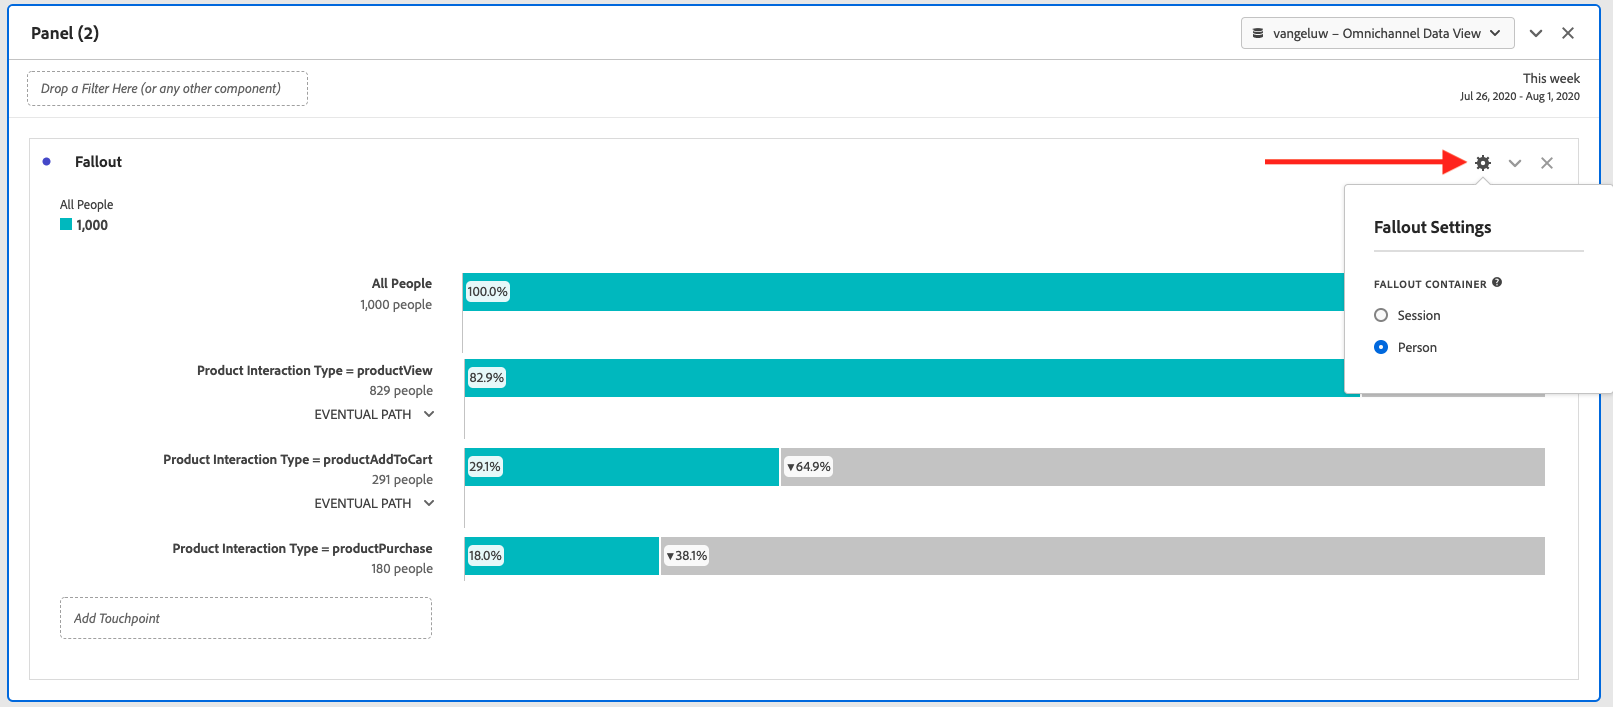 Panel (2)
vangeluw – Omnichannel Data View
Drop a Filter Here (or any other component)
This week
Jul 26, 2020 - Aug 1, 2020
Fallout
All People
1,000
Fallout Settings
FALLOUT CONTAINER ?
Session
Person
All People
1,000 people
100.0%
Product Interaction Type = productView
829 people
EVENTUAL PATH
82.9%
Product Interaction Type = productAddToCart
291 people
EVENTUAL PATH
29.1%
▼64.9%
Product Interaction Type = productPurchase
180 people
18.0%
▼38.1%
Add Touchpoint